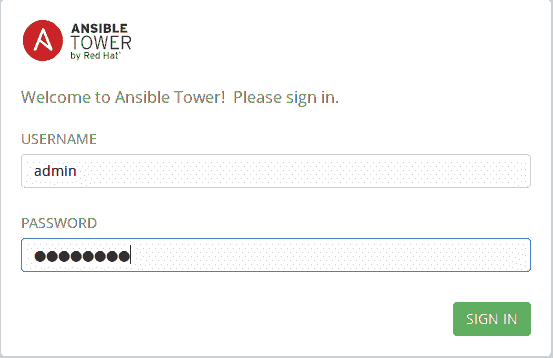 ANSIBLE
TOWER
by Red Hat®
Welcome to Ansible Tower! Please sign in.
USERNAME
admin
PASSWORD
●●●●●●●●
SIGN IN